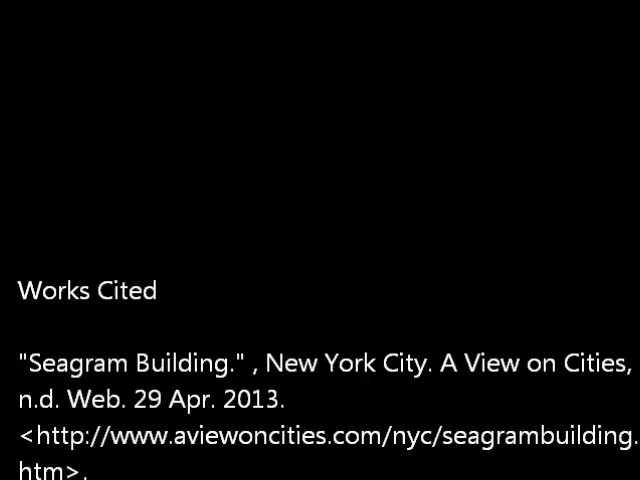 Works Cited
"Seagram Building." , New York City. A View on Cities,
n.d. Web. 29 Apr. 2013.
<http://www.aviewoncities.com/nyc/seagrambuilding.
htm>.